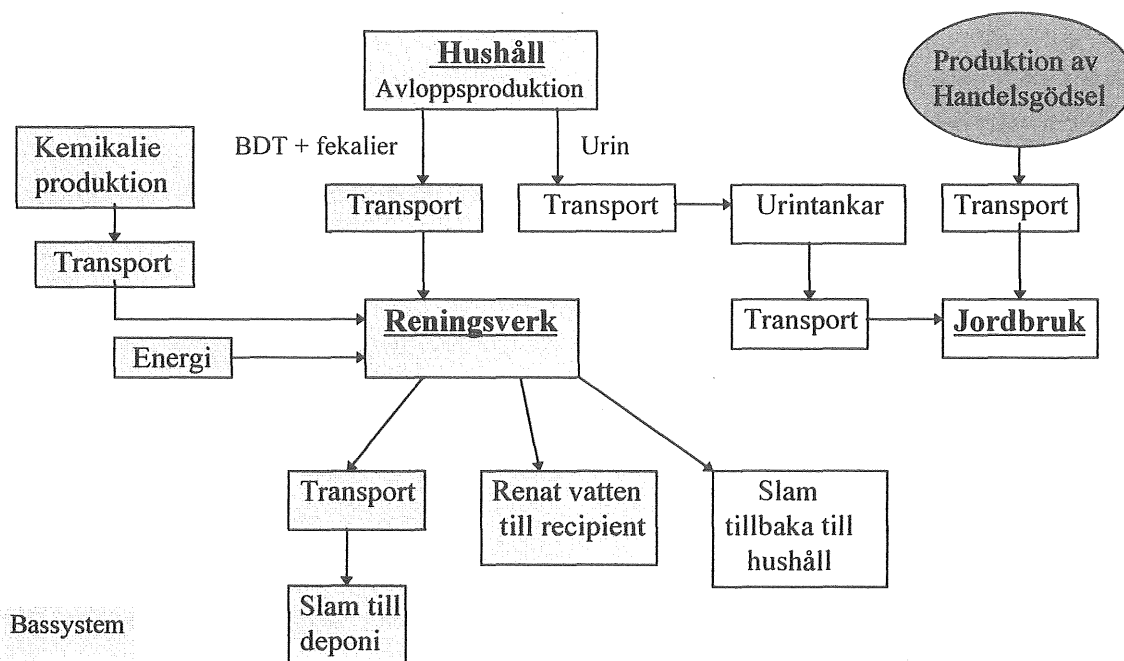 Hushåll
Avloppsproduktion
Produktion av
Handelsgödsel
Kemikalie
produktion
BDT + fekalier
Urin
Transport
Transport
Urintankar
Transport
Transport
Reningsverk
Transport
Jordbruk
Energi
Transport
Renat vatten
till recipient
Slam
tillbaka till
hushåll
Slam till
deponi
Bassystem